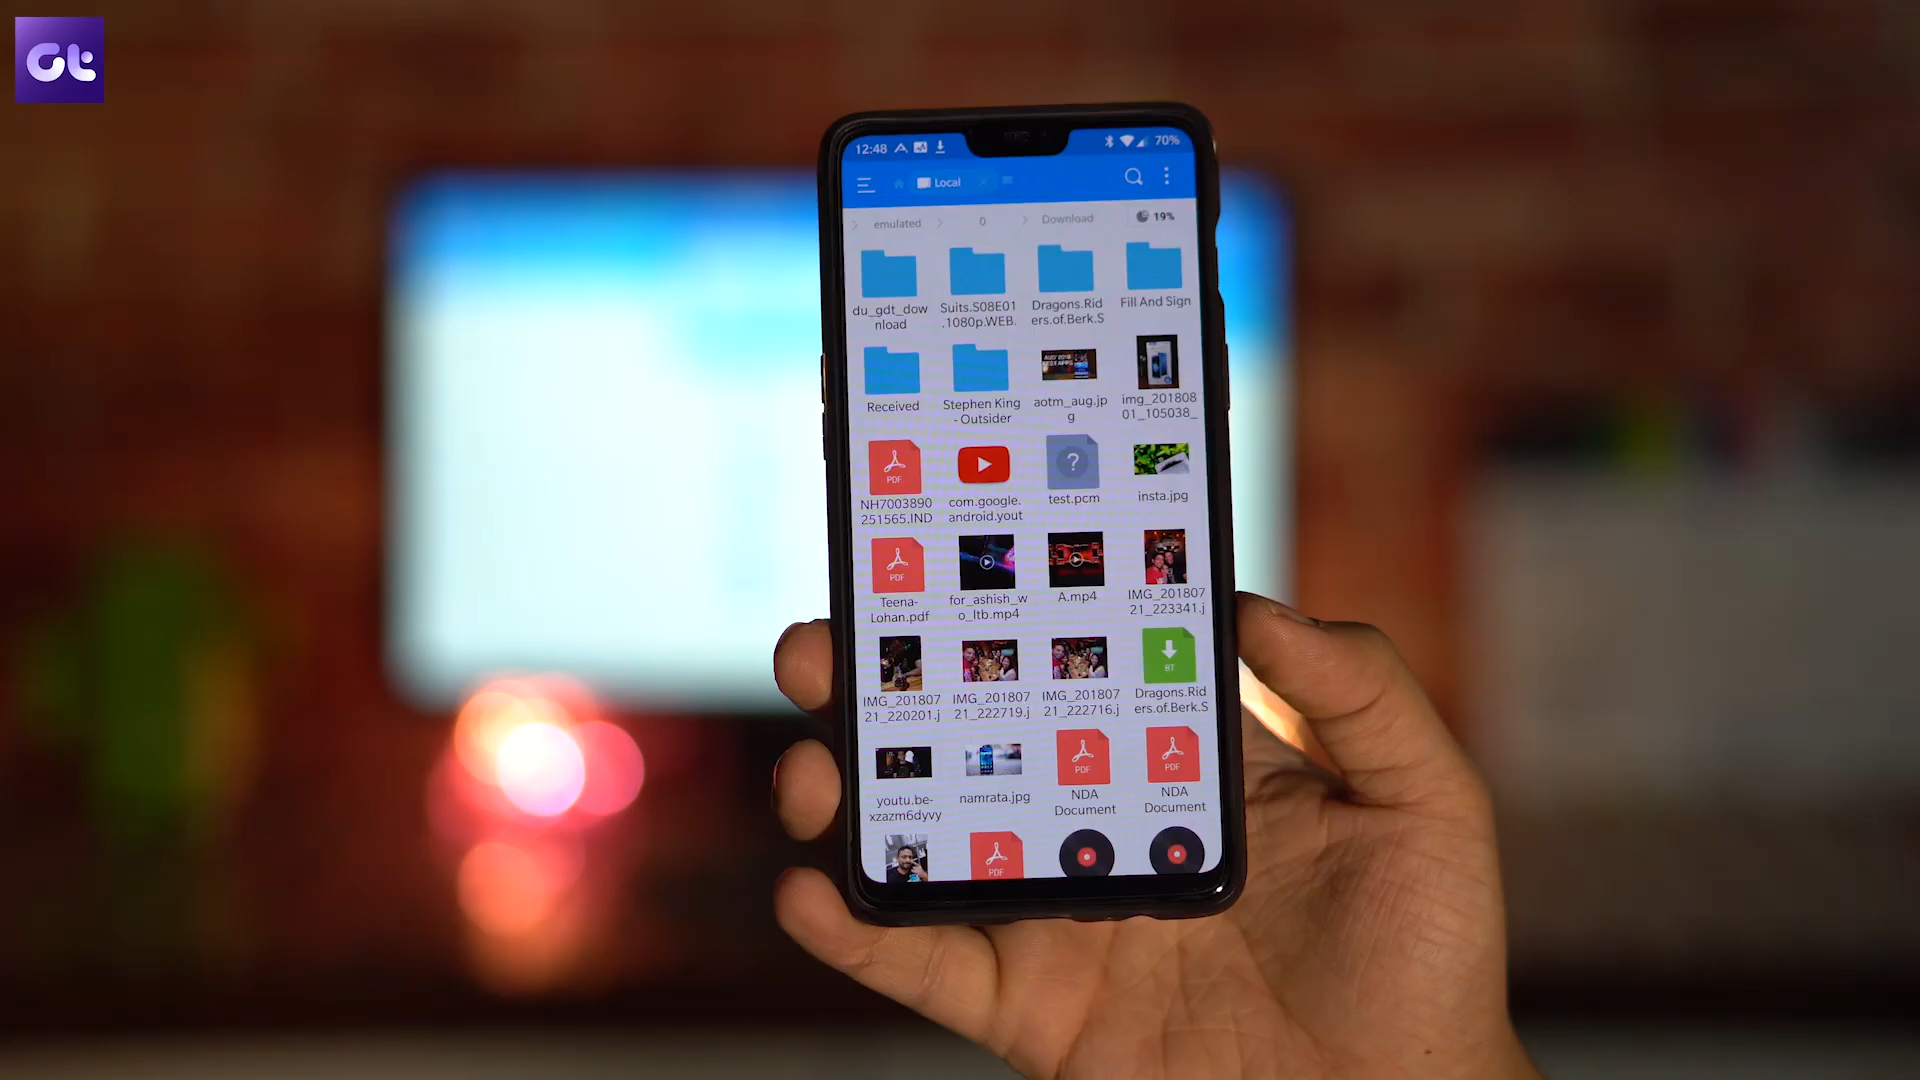 Gt
12:48
70%
Local
emulated
0
Download
19%
du_gdt_dow
nload
Suits.S08E01
.1080p.WEB.
Dragons.Rid
ers.of.Berk.S
Fill And Sign
Received
Stephen King
- Outsider
aotm_aug.jp
g
img_201808
01_105038_
PDF
NH7003890
251565.IND
com.google.
android.yout
?
test.pcm
insta.jpg
PDF
Teena-
Lohan.pdf
for_ashish_w
o_ltb.mp4
A.mp4
IMG_201807
21_223341.j
IMG_201807
21_220201.j
IMG_201807
21_222719.j
IMG_201807
21_222716.j
BT
Dragons.Rid
ers.of.Berk.S
youtu.be-
xzazm6dyvy
namrata.jpg
PDF
NDA
Document
PDF
NDA
Document
PDF